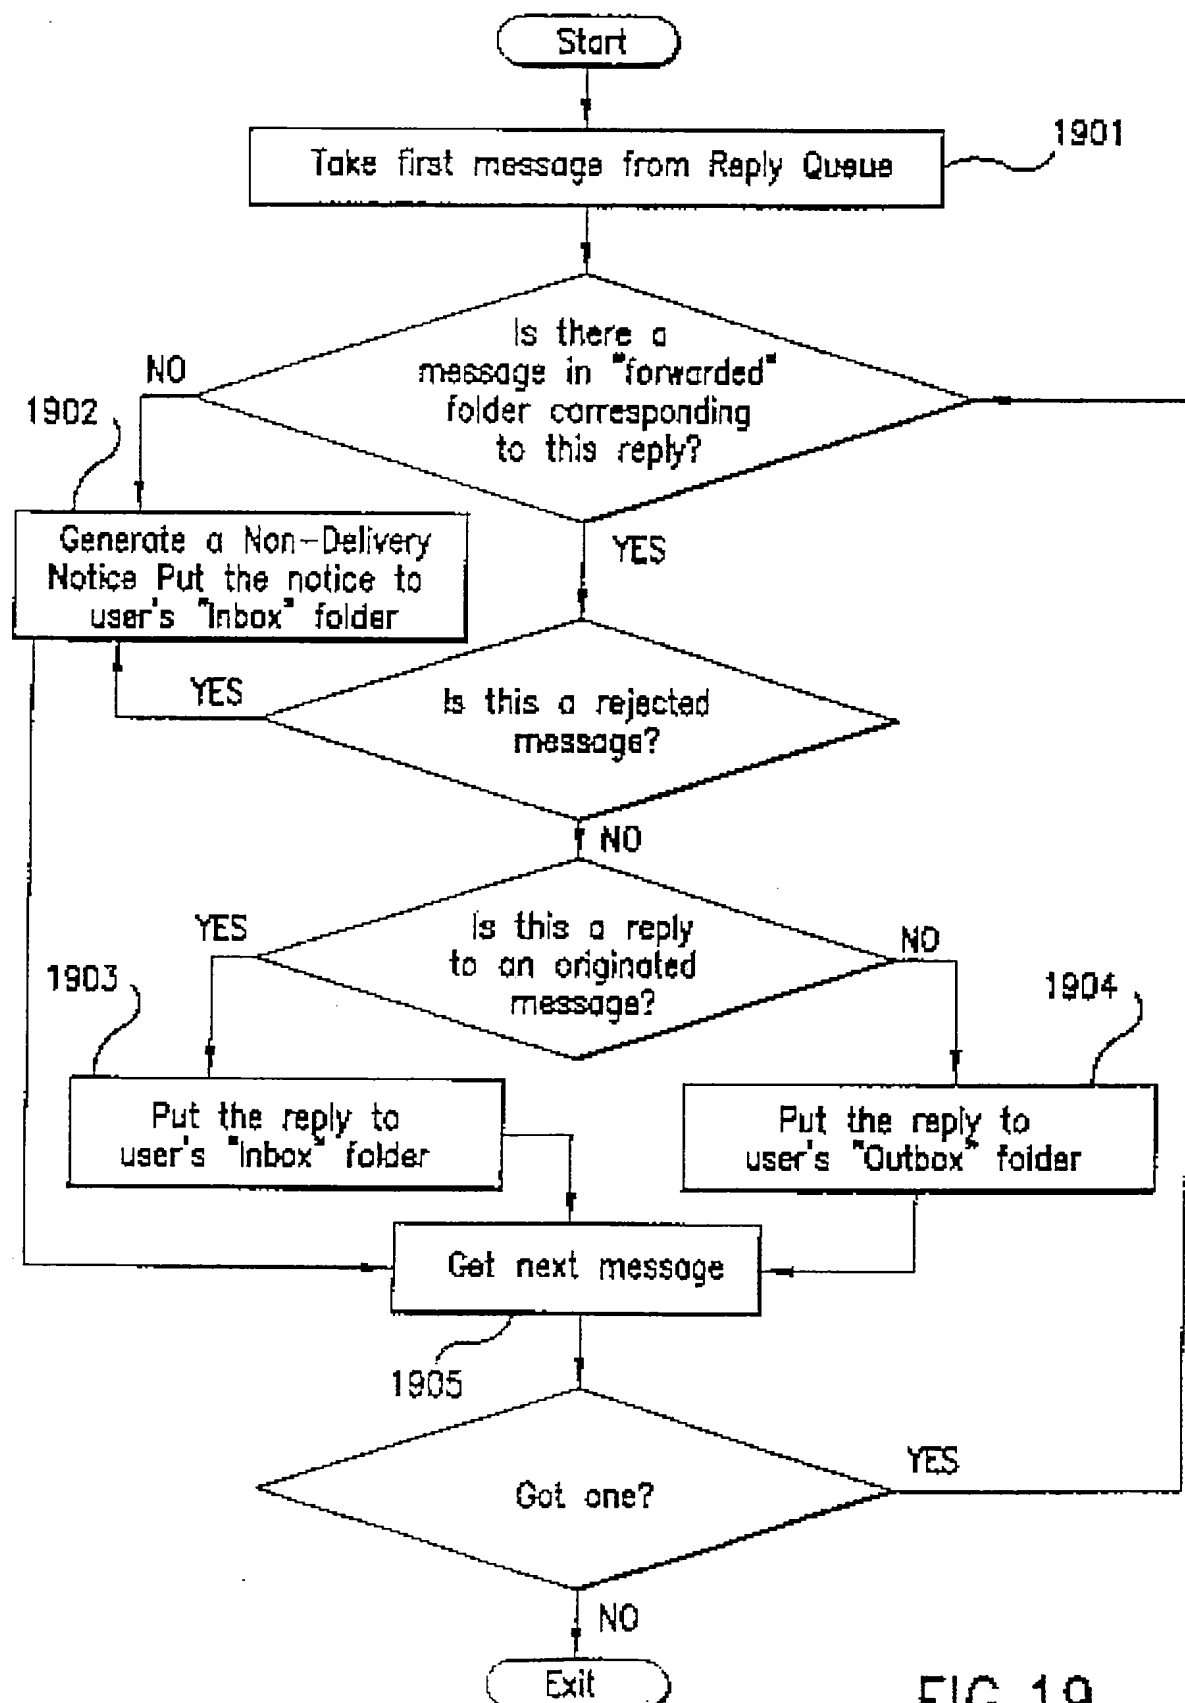 Start
Take first message from Reply Queue
1901
Is there a
message in "forwarded"
folder corresponding
to this reply?
NO
1902
YES
Generate a Non-Delivery
Notice Put the notice to
user's "Inbox" folder
YES
Is this a rejected
message?
NO
YES
Is this a reply
to an originated
message?
NO
1903
1904
Put the reply to
user's "Inbox" folder
Put the reply to
user's "Outbox" folder
Get next message
1905
Got one?
YES
NO
Exit
FIG 19